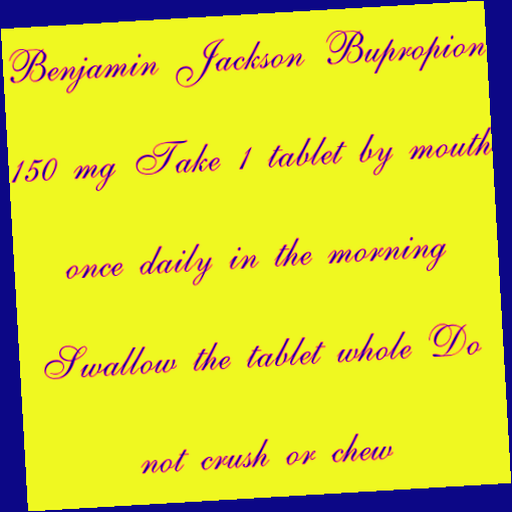 Benjamin Jackson Bupropion
150 mg Take 1 tablet by mouth
once daily in the morning
Swallow the tablet whole Do
not crush or chew